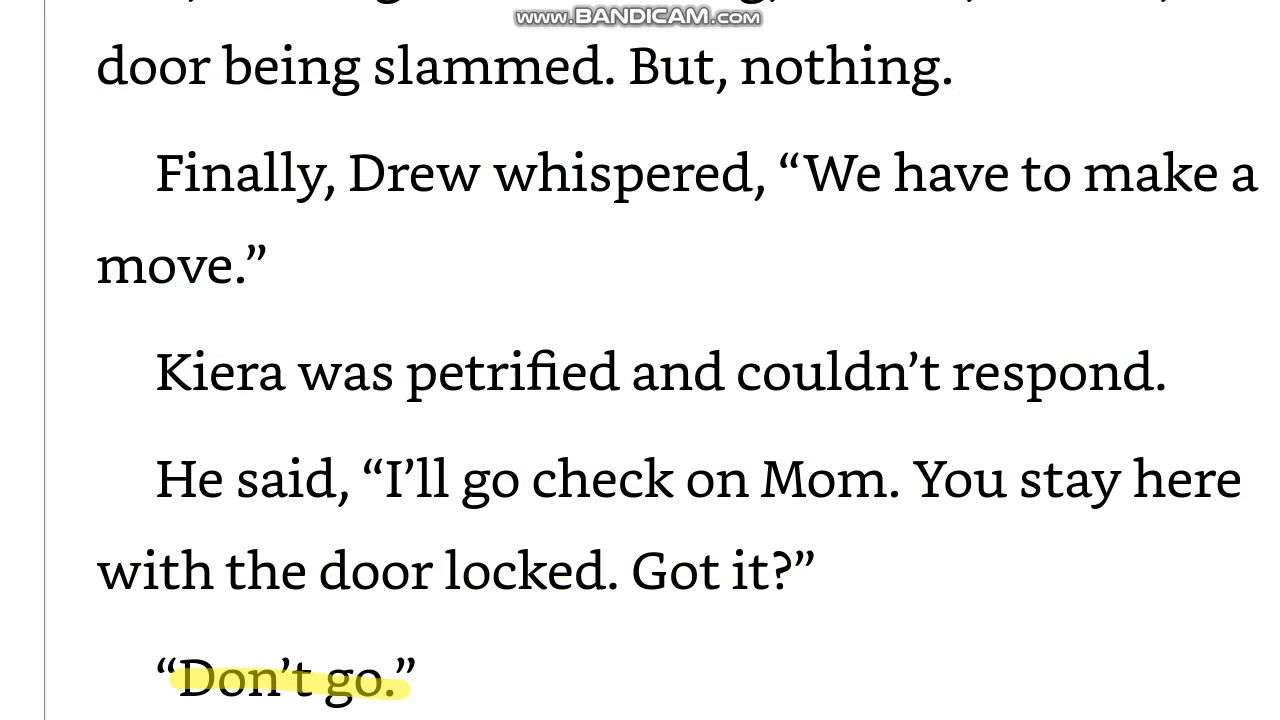 www.BANDICAM.com
door being slammed. But, nothing.
Finally, Drew whispered, “We have to make a
move.”
Kiera was petrified and couldn’t respond.
He said, “I’ll go check on Mom. You stay here
with the door locked. Got it?”
“Don’t go.”